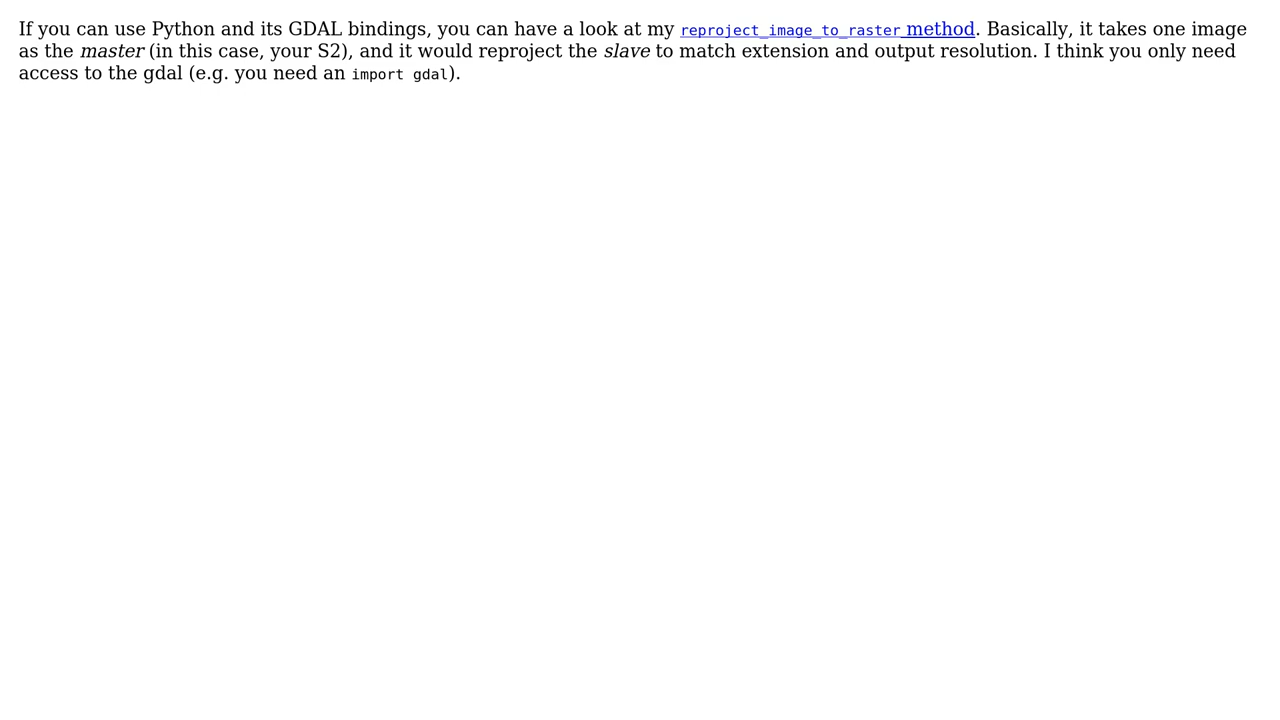 If you can use Python and its GDAL bindings, you can have a look at my reproject_image_to_raster method. Basically, it takes one image
as the master (in this case, your S2), and it would reproject the slave to match extension and output resolution. I think you only need
access to the gdal (e.g. you need an import gdal).